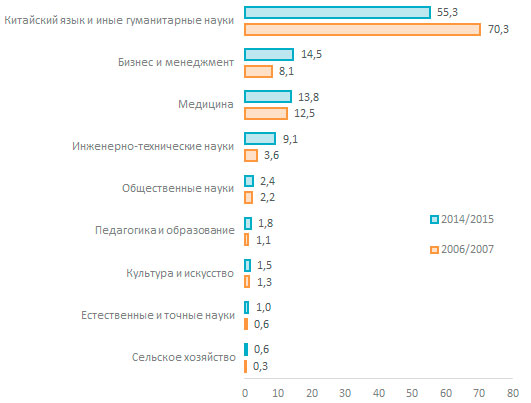 Китайский язык и иные гуманитарные науки
55,3
70,3
Бизнес и менеджмент
14,5
8,1
Медицина
13,8
12,5
Инженерно-технические науки
9,1
3,6
Общественные науки
2,4
2,2
Педагогика и образование
1,8
1,1
2014/2015
2006/2007
Культура и искусство
1,5
1,3
Естественные и точные науки
1,0
0,6
Сельское хозяйство
0,6
0,3
0 10 20 30 40 50 60 70 80